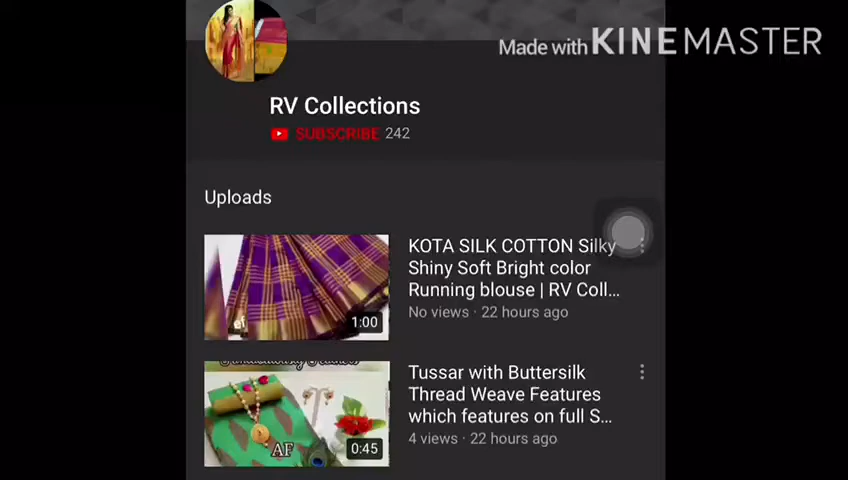 Made with KINEMASTER
RV Collections
SUBSCRIBE 242
Uploads
KOTA SILK COTTON Silky
Shiny Soft Bright color
Running blouse | RV Coll...
No views · 22 hours ago
1:00
Tussar with Buttersilk
Thread Weave Features
which features on full S...
4 views · 22 hours ago
AF
0:45